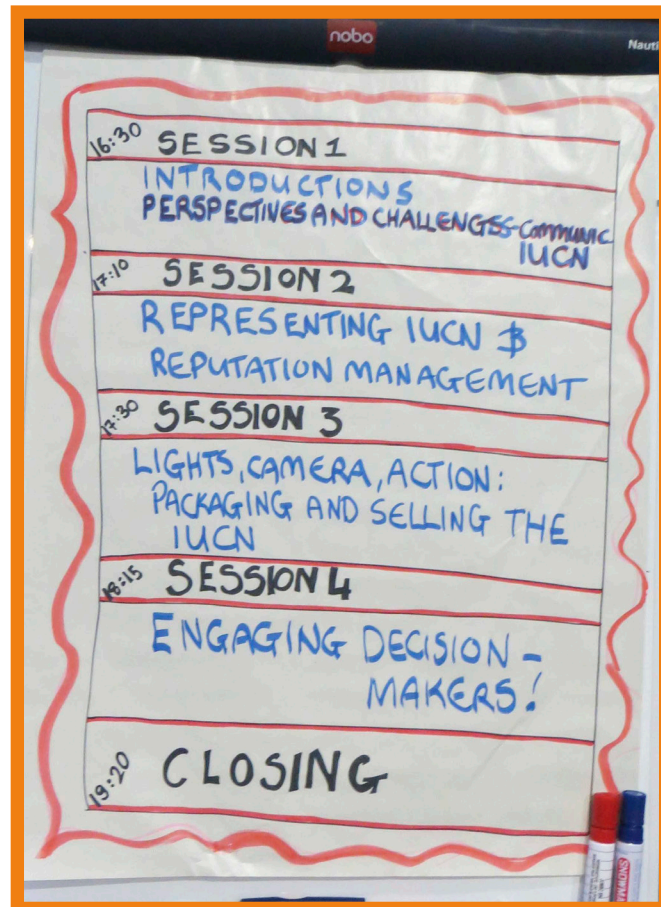 nobo
Nauti
16:30 SESSION 1
INTRODUCTIONS
PERSPECTIVES AND CHALLENGES-Communic
IUCN
17:10 SESSION 2
REPRESENTING IUCN &
REPUTATION MANAGEMENT
17:30 SESSION 3
LIGHTS, CAMERA, ACTION:
PACKAGING AND SELLING THE
IUCN
18:15 SESSION 4
ENGAGING DECISION -
MAKERS!
19:20 CLOSING